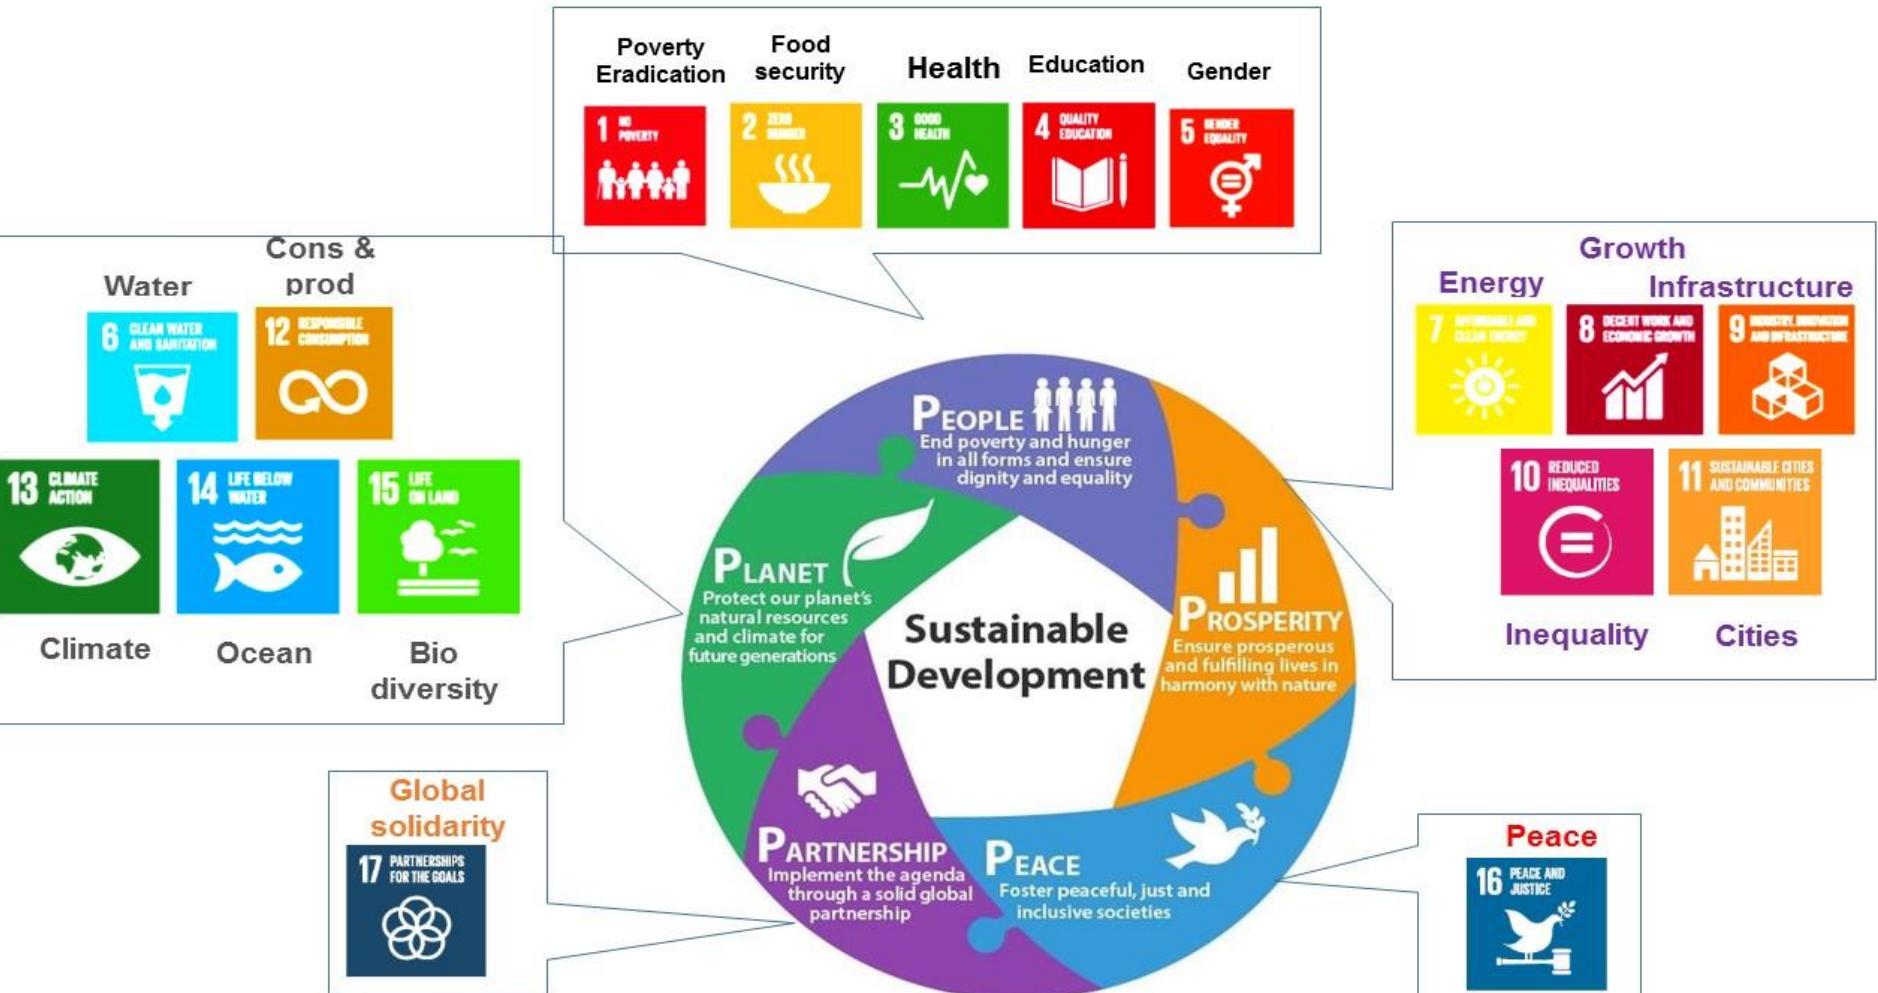 Poverty
Eradication
Food
security
Health
Education
Gender
1 NO
POVERTY
2 ZERO
HUNGER
3 GOOD
HEALTH
4 QUALITY
EDUCATION
5 GENDER
EQUALITY
Water
Cons &
prod
6 CLEAN WATER
AND SANITATION
12 RESPONSIBLE
CONSUMPTION
13 CLIMATE
ACTION
14 LIFE BELOW
WATER
15 LIFE
ON LAND
Climate
Ocean
Bio
diversity
Growth
Energy
Infrastructure
7 AFFORDABLE AND
CLEAN ENERGY
8 DECENT WORK AND
ECONOMIC GROWTH
9 INDUSTRY, INNOVATION
AND INFRASTRUCTURE
10 REDUCED
INEQUALITIES
11 SUSTAINABLE CITIES
AND COMMUNITIES
Inequality
Cities
PEOPLE
End poverty and hunger
in all forms and ensure
dignity and equality
PLANET
Protect our planet's
natural resources
and climate for
future generations
Sustainable
Development
PROSPERITY
Ensure prosperous
and fulfilling lives in
harmony with nature
PARTNERSHIP
Implement the agenda
through a solid global
partnership
PEACE
Foster peaceful, just and
inclusive societies
Global
solidarity
17 PARTNERSHIPS
FOR THE GOALS
Peace
16 PEACE AND
JUSTICE